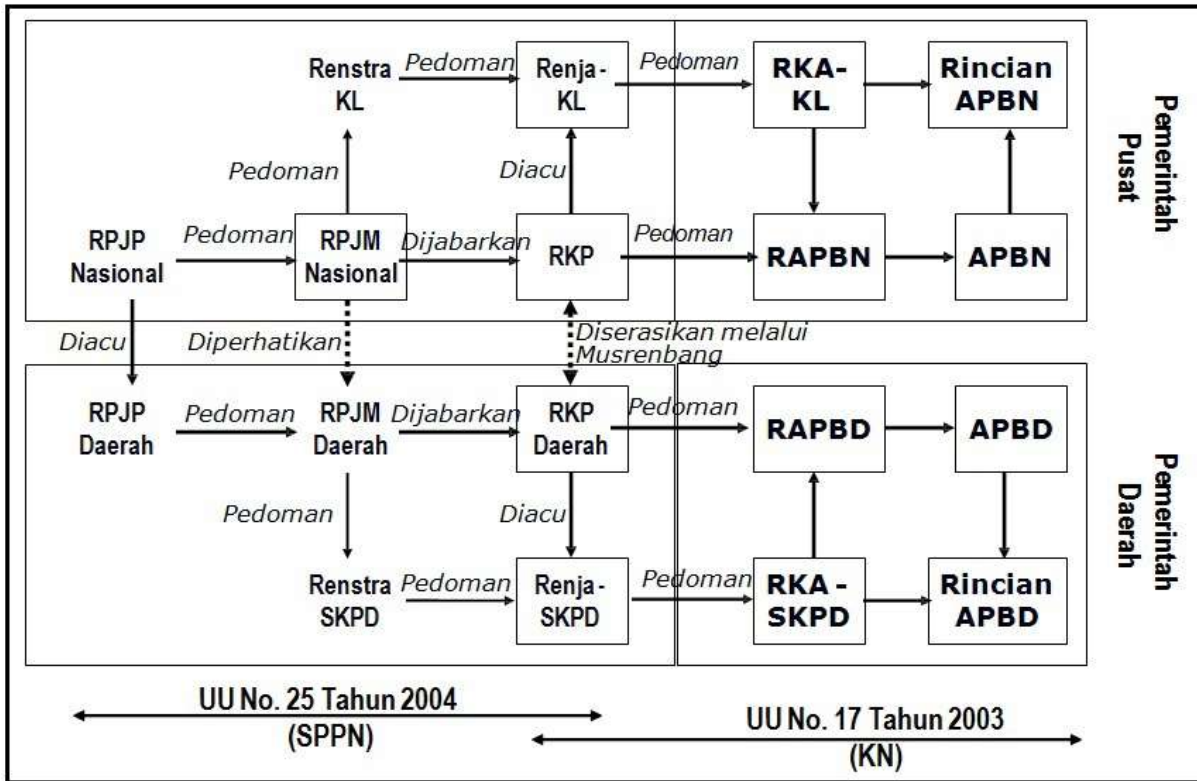 Renstra
KL
Pedoman
Renja-
KL
Pedoman
RKA-
KL
Rincian
APBN
Pemerintah
Pusat
Pedoman
Diacu
RPJP
Nasional
Pedoman
RPJM
Nasional
Dijabarkan
RKP
Pedoman
RAPBN
APBN
Diacu
Diperhatikan
Diserasikan melalui
Musrenbang
RPJP
Daerah
Pedoman
RPJM
Daerah
Dijabarkan
RKP
Daerah
Pedoman
RAPBD
APBD
Pemerintah
Daerah
Pedoman
Diacu
Renstra
SKPD
Pedoman
Renja-
SKPD
Pedoman
RKA -
SKPD
Rincian
APBD
UU No. 25 Tahun 2004
(SPPN)
UU No. 17 Tahun 2003
(KN)